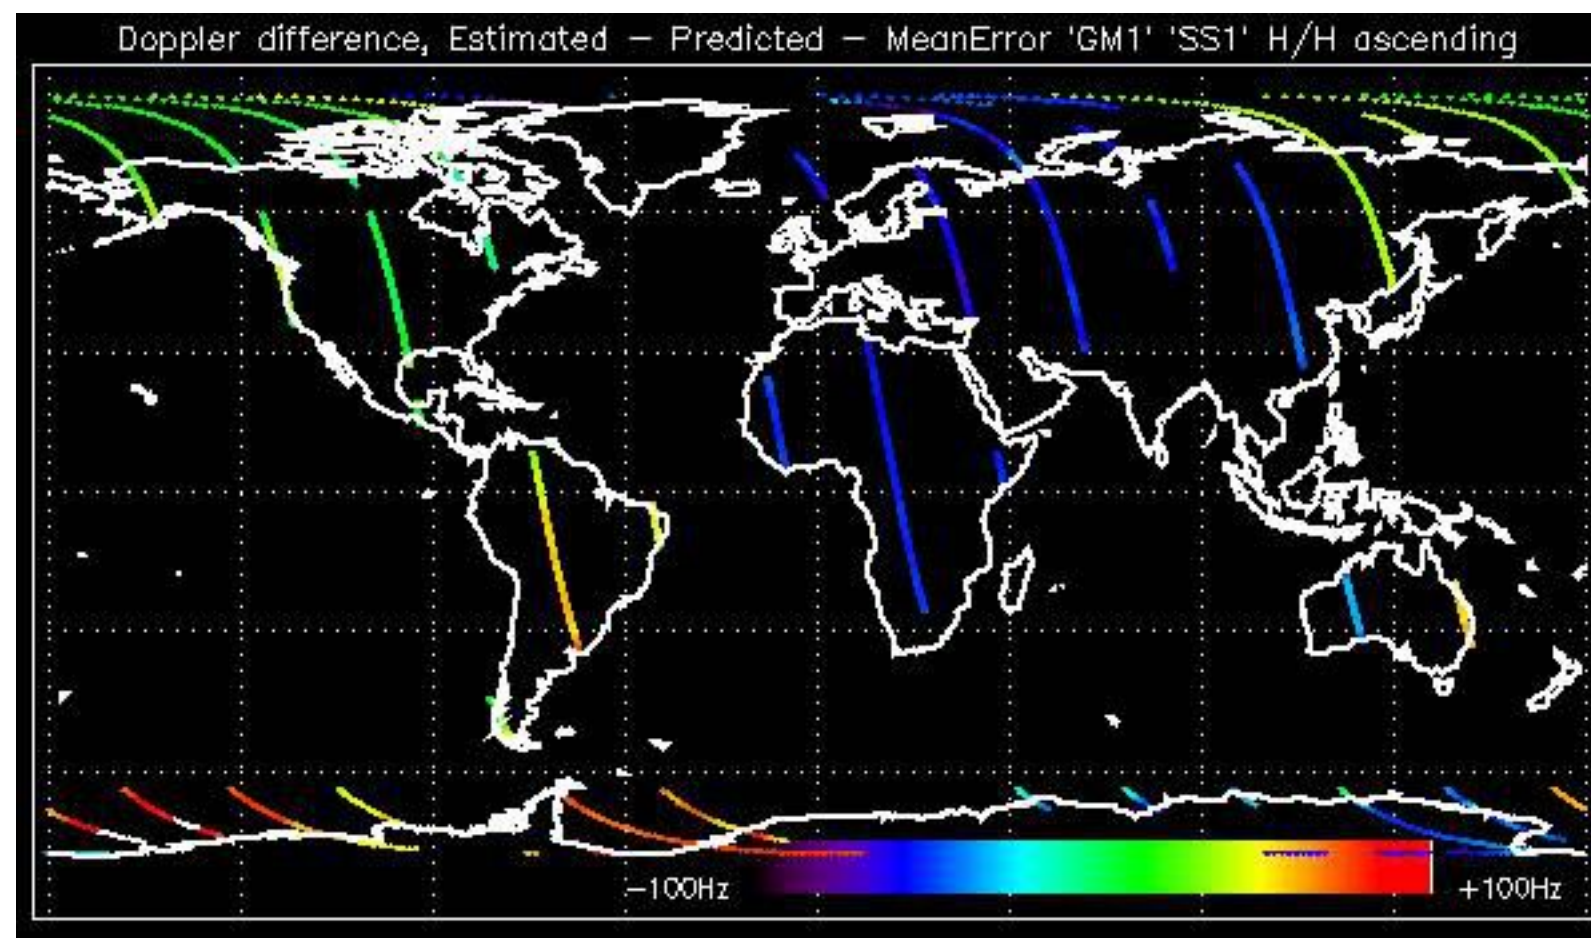 Doppler difference, Estimated – Predicted – MeanError 'GM1' 'SS1' H/H ascending
−100Hz
+100Hz